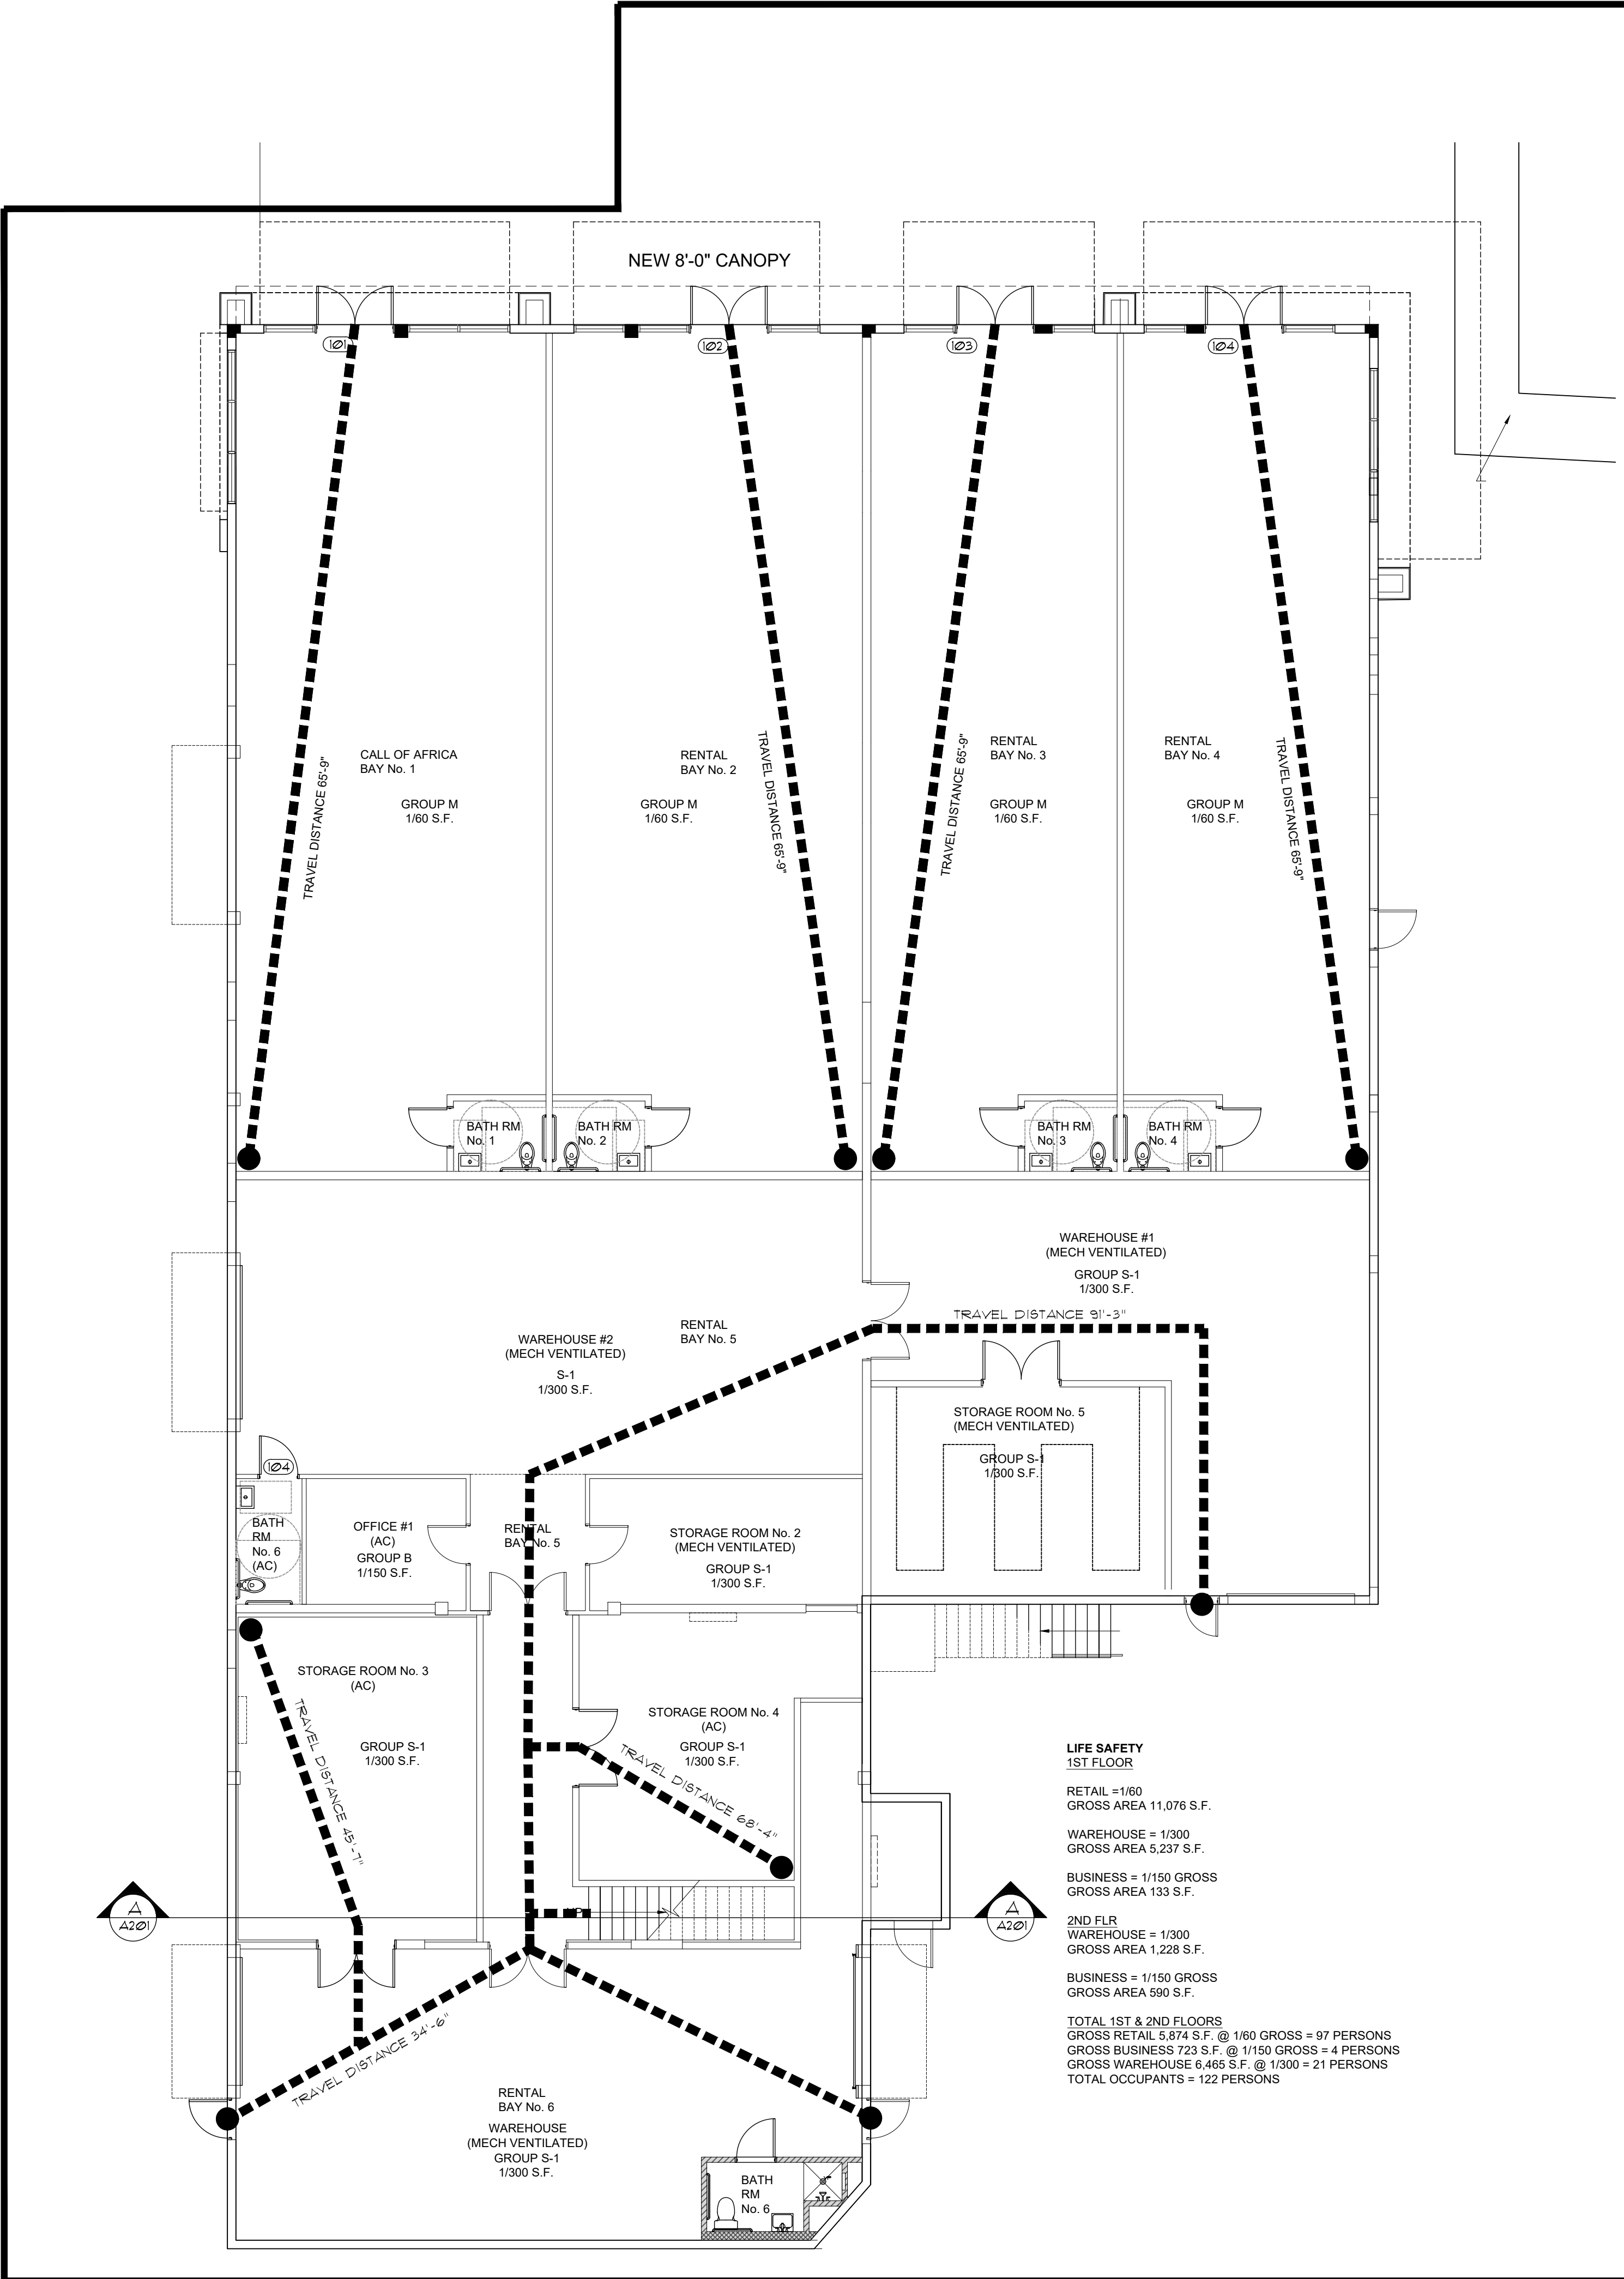 NEW 8'-0" CANOPY
101
102
103
104
CALL OF AFRICA
BAY No. 1
GROUP M
1/60 S.F.
TRAVEL DISTANCE 65'-9"
RENTAL
BAY No. 2
GROUP M
1/60 S.F.
TRAVEL DISTANCE 65'-9"
RENTAL
BAY No. 3
GROUP M
1/60 S.F.
TRAVEL DISTANCE 65'-9"
RENTAL
BAY No. 4
GROUP M
1/60 S.F.
TRAVEL DISTANCE 65'-9"
BATH RM
No. 1
BATH RM
No. 2
BATH RM
No. 3
BATH RM
No. 4
WAREHOUSE #1
(MECH VENTILATED)
GROUP S-1
1/300 S.F.
TRAVEL DISTANCE 91'-3"
RENTAL
BAY No. 5
WAREHOUSE #2
(MECH VENTILATED)
S-1
1/300 S.F.
STORAGE ROOM No. 5
(MECH VENTILATED)
GROUP S-1
1/300 S.F.
104
BATH
RM
No. 6
(AC)
OFFICE #1
(AC)
GROUP B
1/150 S.F.
RENTAL
BAY No. 5
STORAGE ROOM No. 2
(MECH VENTILATED)
GROUP S-1
1/300 S.F.
STORAGE ROOM No. 3
(AC)
GROUP S-1
1/300 S.F.
TRAVEL DISTANCE 45'-7"
STORAGE ROOM No. 4
(AC)
GROUP S-1
1/300 S.F.
TRAVEL DISTANCE 68'-4"
UP
A
A201
A
A201
TRAVEL DISTANCE 34'-6"
RENTAL
BAY No. 6
WAREHOUSE
(MECH VENTILATED)
GROUP S-1
1/300 S.F.
BATH
RM
No. 6
LIFE SAFETY
1ST FLOOR
RETAIL =1/60
GROSS AREA 11,076 S.F.
WAREHOUSE = 1/300
GROSS AREA 5,237 S.F.
BUSINESS = 1/150 GROSS
GROSS AREA 133 S.F.
2ND FLR
WAREHOUSE = 1/300
GROSS AREA 1,228 S.F.
BUSINESS = 1/150 GROSS
GROSS AREA 590 S.F.
TOTAL 1ST & 2ND FLOORS
GROSS RETAIL 5,874 S.F. @ 1/60 GROSS = 97 PERSONS
GROSS BUSINESS 723 S.F. @ 1/150 GROSS = 4 PERSONS
GROSS WAREHOUSE 6,465 S.F. @ 1/300 = 21 PERSONS
TOTAL OCCUPANTS = 122 PERSONS